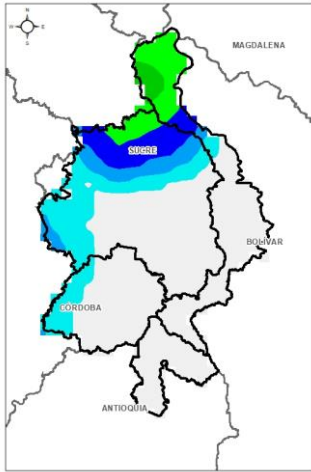 N
W E
S
MAGDALENA
SUCRE
BOLIVAR
CORDOBA
ANTIOQUIA